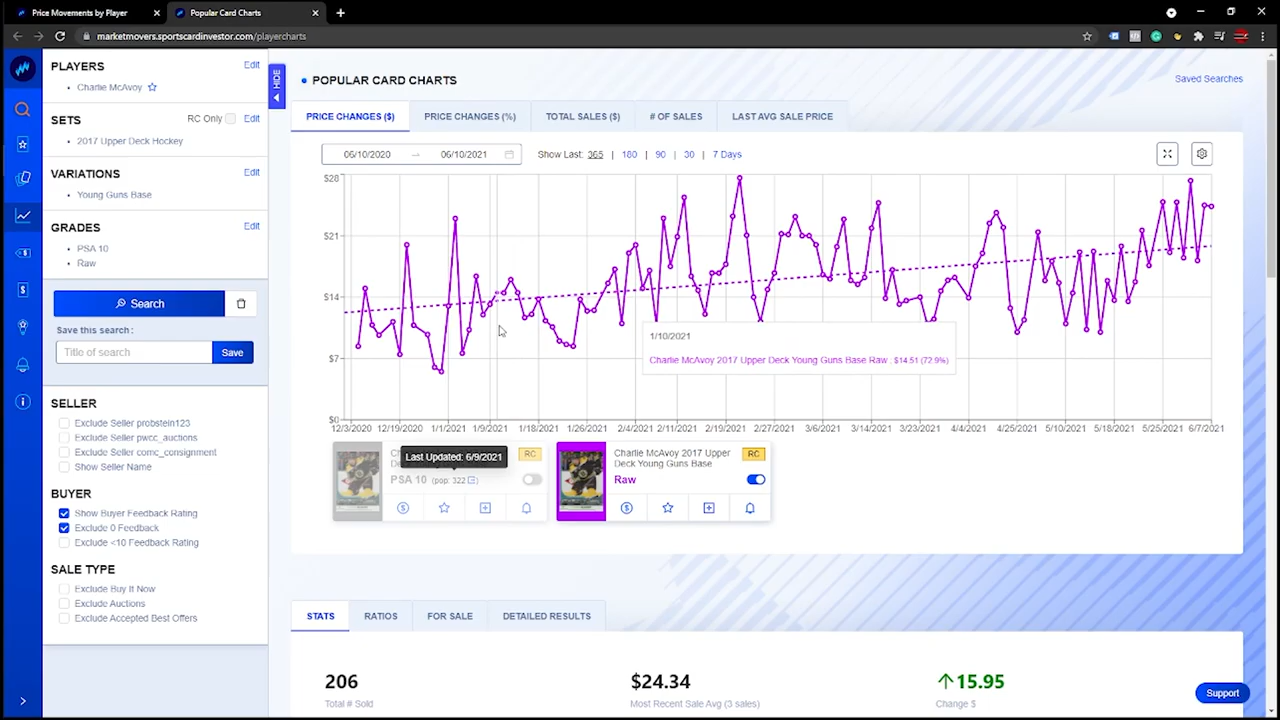 Price Movements by Player
Popular Card Charts
marketmovers.sportscardinvestor.com/playercharts
PLAYERS
Edit
Charlie McAvoy
SETS
RC Only
Edit
2017 Upper Deck Hockey
VARIATIONS
Edit
Young Guns Base
GRADES
Edit
PSA 10
Raw
Search
Save this search :
Title of search
Save
SELLER
Exclude Seller probstein123
Exclude Seller pwcc_auctions
Exclude Seller comc_consignment
Show Seller Name
BUYER
Show Buyer Feedback Rating
Exclude 0 Feedback
Exclude <10 Feedback Rating
SALE TYPE
Exclude Buy It Now
Exclude Auctions
Exclude Accepted Best Offers
HIDE
POPULAR CARD CHARTS
Saved Searches
PRICE CHANGES ($)
PRICE CHANGES (%)
TOTAL SALES ($)
# OF SALES
LAST AVG SALE PRICE
06/10/2020 → 06/10/2021
Show Last: 365 | 180 | 90 | 30 | 7 Days
$28
$21
$14
$7
$0
1/10/2021
Charlie McAvoy 2017 Upper Deck Young Guns Base Raw : $14.51 (72.9%)
12/3/2020 12/19/2020 1/1/2021 1/9/2021 1/18/2021 1/26/2021 2/4/2021 2/11/2021 2/19/2021 2/27/2021 3/6/2021 3/14/2021 3/23/2021 4/4/2021 4/25/2021 5/10/2021 5/18/2021 5/25/2021 6/7/2021
Last Updated: 6/9/2021
RC
PSA 10 (pop: 322)
Charlie McAvoy 2017 Upper
Deck Young Guns Base
RC
Raw
STATS
RATIOS
FOR SALE
DETAILED RESULTS
206
Total # Sold
$24.34
Most Recent Sale Avg (3 sales)
↑15.95
Change $
Support